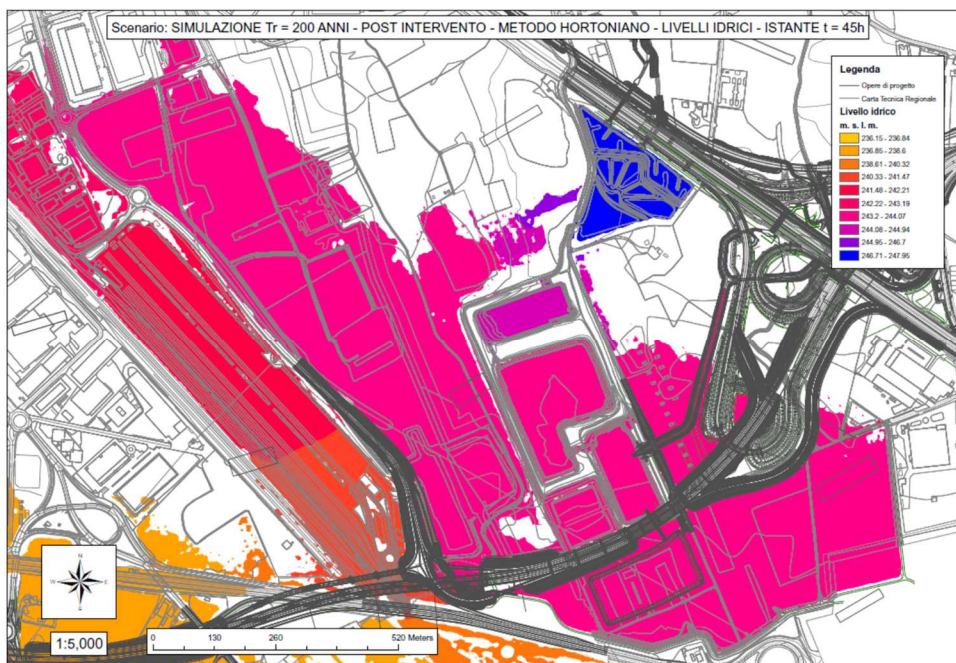 Scenario: SIMULAZIONE Tr = 200 ANNI - POST INTERVENTO - METODO HORTONIANO - LIVELLI IDRICI - ISTANTE t = 45h
Legenda
Opere di progetto
Carta Tecnica Regionale
Livello idrico
m. s. l. m.
236.15 - 236.84
236.85 - 238.6
238.61 - 240.32
240.33 - 241.47
241.48 - 242.21
242.22 - 243.19
243.2 - 244.07
244.08 - 244.94
244.95 - 246.7
246.71 - 247.95
N
W E
S
1:5,000
0 130 260 520 Meters